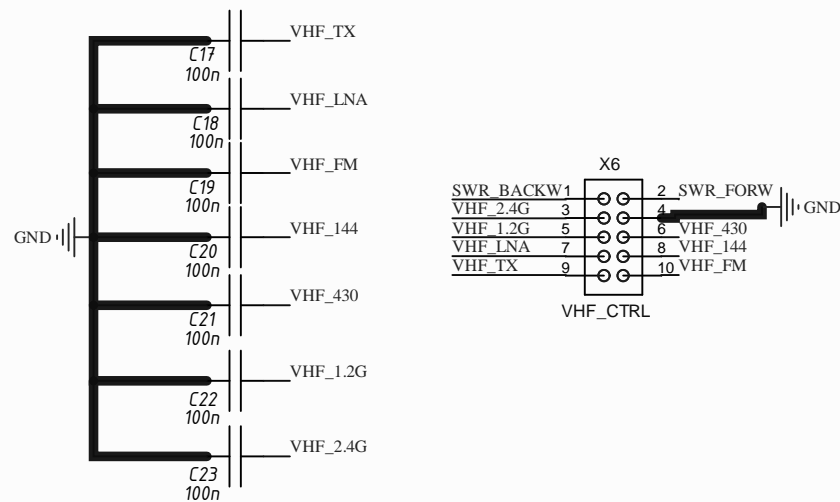 VHF_TX
C17
100n
VHF_LNA
C18
100n
VHF_FM
C19
100n
GND
VHF_144
C20
100n
VHF_430
C21
100n
VHF_1.2G
C22
100n
VHF_2.4G
C23
100n
X6
SWR_BACKW 1 2 SWR_FORW
VHF_2.4G 3 4 GND
VHF_1.2G 5 6 VHF_430
VHF_LNA 7 8 VHF_144
VHF_TX 9 10 VHF_FM
VHF_CTRL